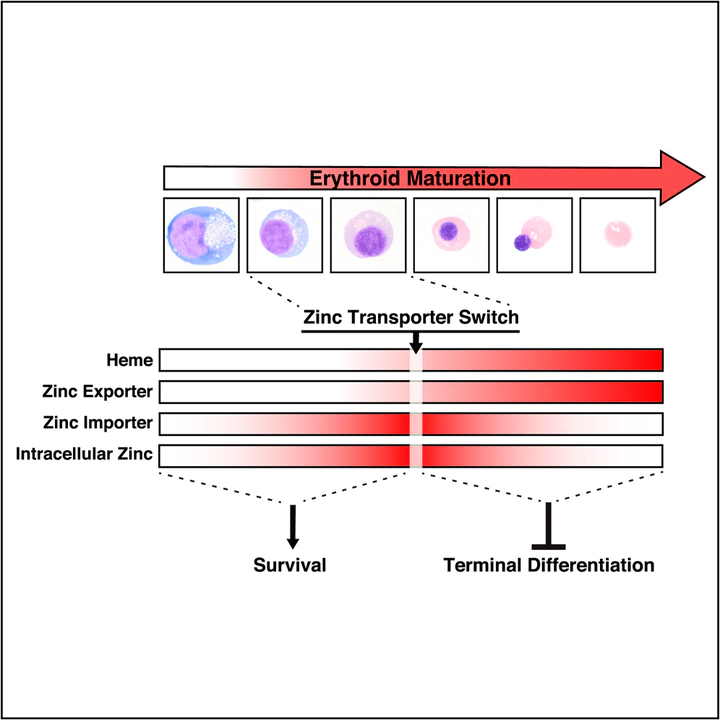 Erythroid Maturation
Zinc Transporter Switch
Heme
Zinc Exporter
Zinc Importer
Intracellular Zinc
Survival
Terminal Differentiation